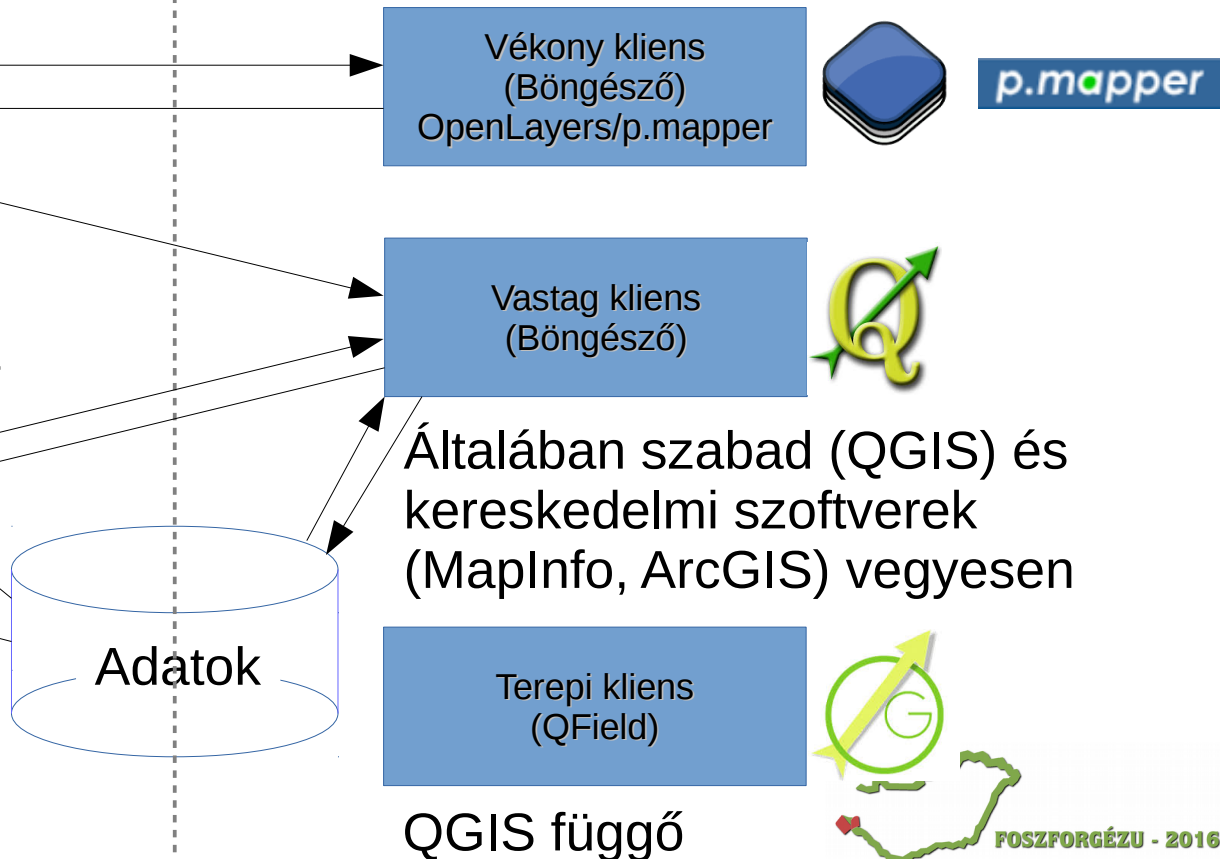 Vékony kliens
(Böngésző)
OpenLayers/p.mapper
p.mapper
Vastag kliens
(Böngésző)
Q
Általában szabad (QGIS) és
kereskedelmi szoftverek
(MapInfo, ArcGIS) vegyesen
Adatok
Terepi kliens
(QField)
G
QGIS függő
FOSZFORGÉZU - 2016